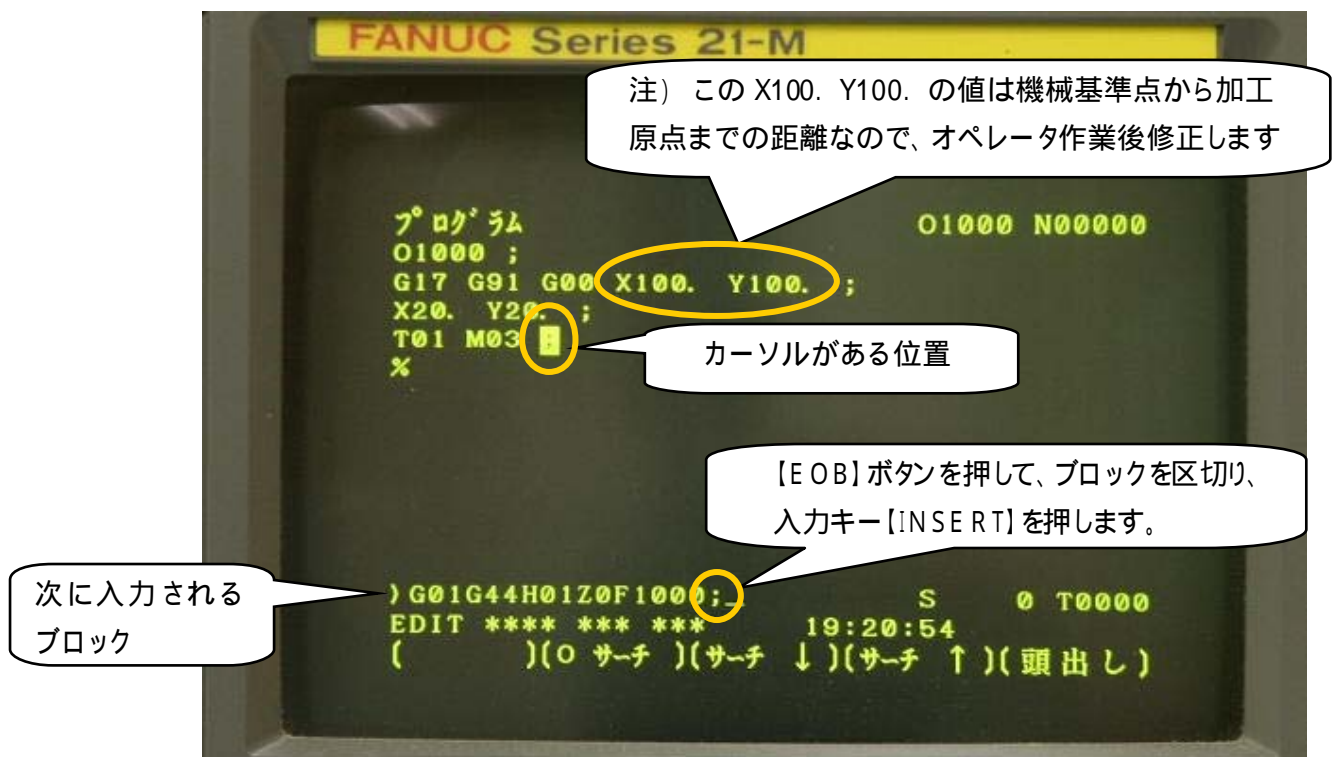 FANUC Series 21-M
注） この X100. Y100. の値は機械基準点から加工
原点までの距離なので、オペレータ作業後修正します
プログラム O1000 N00000
O1000 ;
G17 G91 G00 X100. Y100. ;
X20. Y20. ;
T01 M03 ;
%
カーソルがある位置
【EOB】ボタンを押して、ブロックを区切り、
入力キー【INSERT】を押します。
次に入力される
ブロック
)G01G44H01Z0F1000;_ S 0 T0000
EDIT **** *** *** 19:20:54
( )(O サーチ )(サーチ ↓ )(サーチ ↑ )(頭出し)